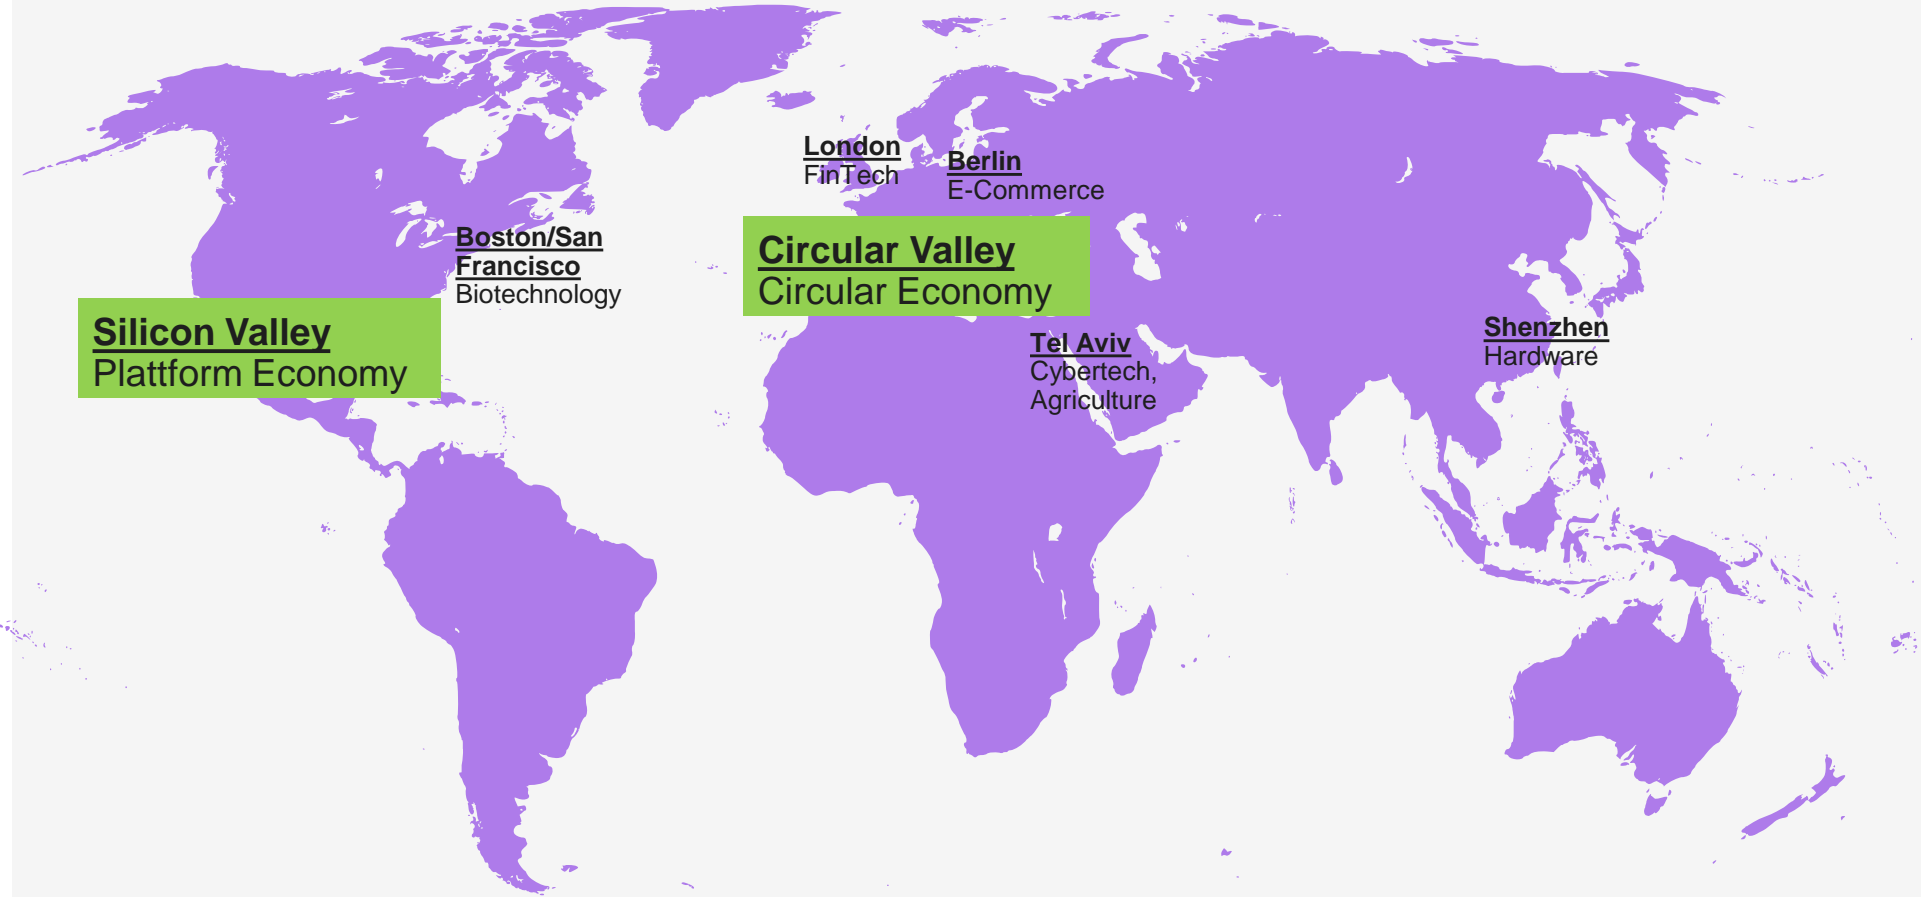 London
FinTech
Berlin
E-Commerce
Boston/San
Francisco
Biotechnology
Circular Valley
Circular Economy
Silicon Valley
Plattform Economy
Tel Aviv
Cybertech,
Agriculture
Shenzhen
Hardware